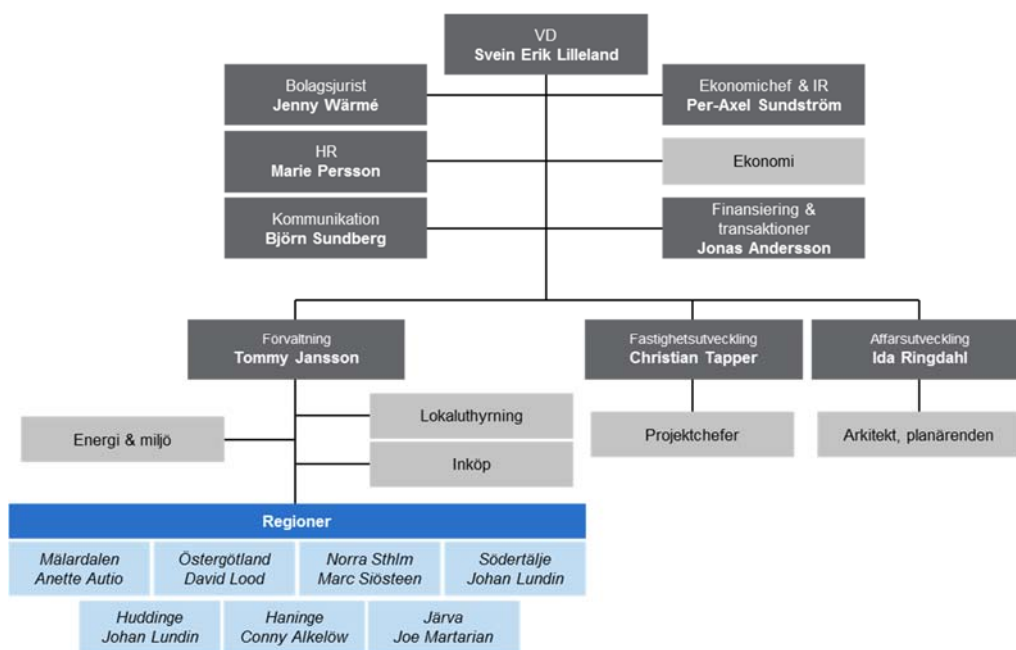 VD
Svein Erik Lilleland
Bolagsjurist
Jenny Wärmé
Ekonomichef & IR
Per-Axel Sundström
HR
Marie Persson
Ekonomi
Kommunikation
Björn Sundberg
Finansiering &
transaktioner
Jonas Andersson
Förvaltning
Tommy Jansson
Fastighetsutveckling
Christian Tapper
Affärsutveckling
Ida Ringdahl
Energi & miljö
Lokaluthyrning
Inköp
Projektchefer
Arkitekt, planärenden
Regioner
Mälardalen
Anette Autio
Östergötland
David Lood
Norra Sthlm
Marc Siösteen
Södertälje
Johan Lundin
Huddinge
Johan Lundin
Haninge
Conny Alkelöw
Järva
Joe Martarian